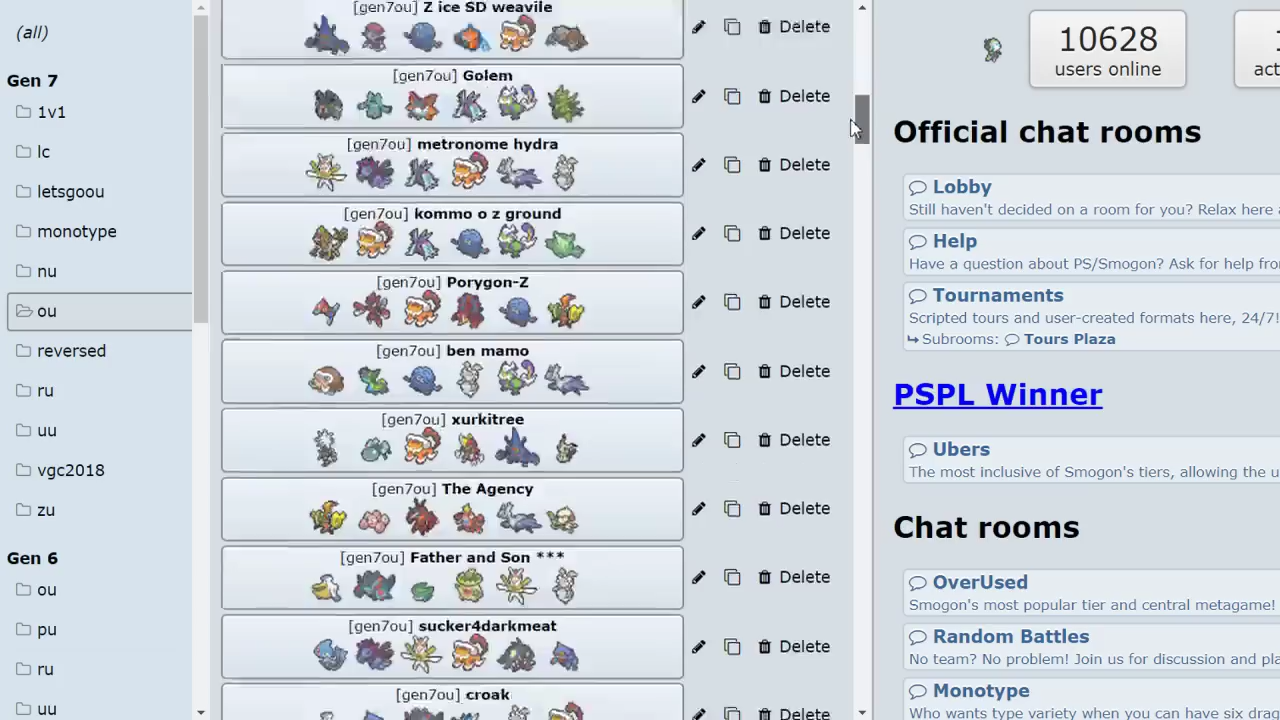 (all)
Gen 7
1v1
lc
letsgoou
monotype
nu
ou
reversed
ru
uu
vgc2018
zu
Gen 6
ou
pu
ru
uu
[gen7ou] Z ice SD weavile
Delete
[gen7ou] Golem
Delete
[gen7ou] metronome hydra
Delete
[gen7ou] kommo o z ground
Delete
[gen7ou] Porygon-Z
Delete
[gen7ou] ben mamo
Delete
[gen7ou] xurkitree
Delete
[gen7ou] The Agency
Delete
[gen7ou] Father and Son ***
Delete
[gen7ou] sucker4darkmeat
Delete
[gen7ou] croak
Delete
10628
users online
Official chat rooms
Lobby
Still haven't decided on a room for you? Relax here
Help
Have a question about PS/Smogon? Ask for help
Tournaments
Scripted tours and user-created formats here, 24/7!
↳ Subrooms: Tours Plaza
PSPL Winner
Ubers
The most inclusive of Smogon's tiers, allowing the
Chat rooms
OverUsed
Smogon's most popular tier and central metagame!
Random Battles
No team? No problem! Join us for discussion and
Monotype
Who wants type variety when you can have six